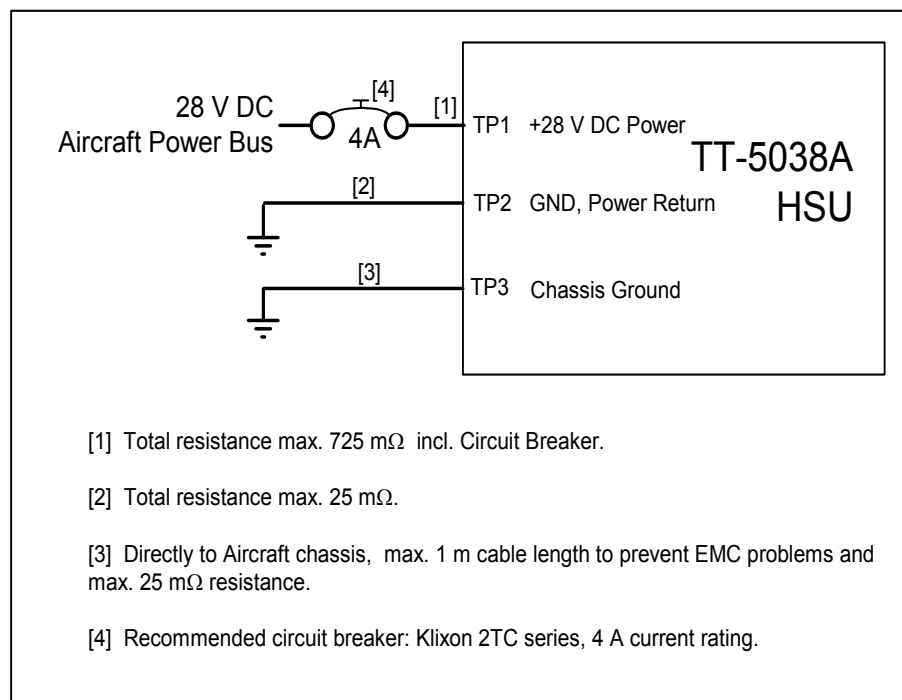 [4]
28 V DC
Aircraft Power Bus
4A
[1]
TP1 +28 V DC Power
TT-5038A
HSU
[2]
TP2 GND, Power Return
[3]
TP3 Chassis Ground
[1] Total resistance max. 725 mΩ incl. Circuit Breaker.
[2] Total resistance max. 25 mΩ.
[3] Directly to Aircraft chassis, max. 1 m cable length to prevent EMC problems and
max. 25 mΩ resistance.
[4] Recommended circuit breaker: Klixon 2TC series, 4 A current rating.